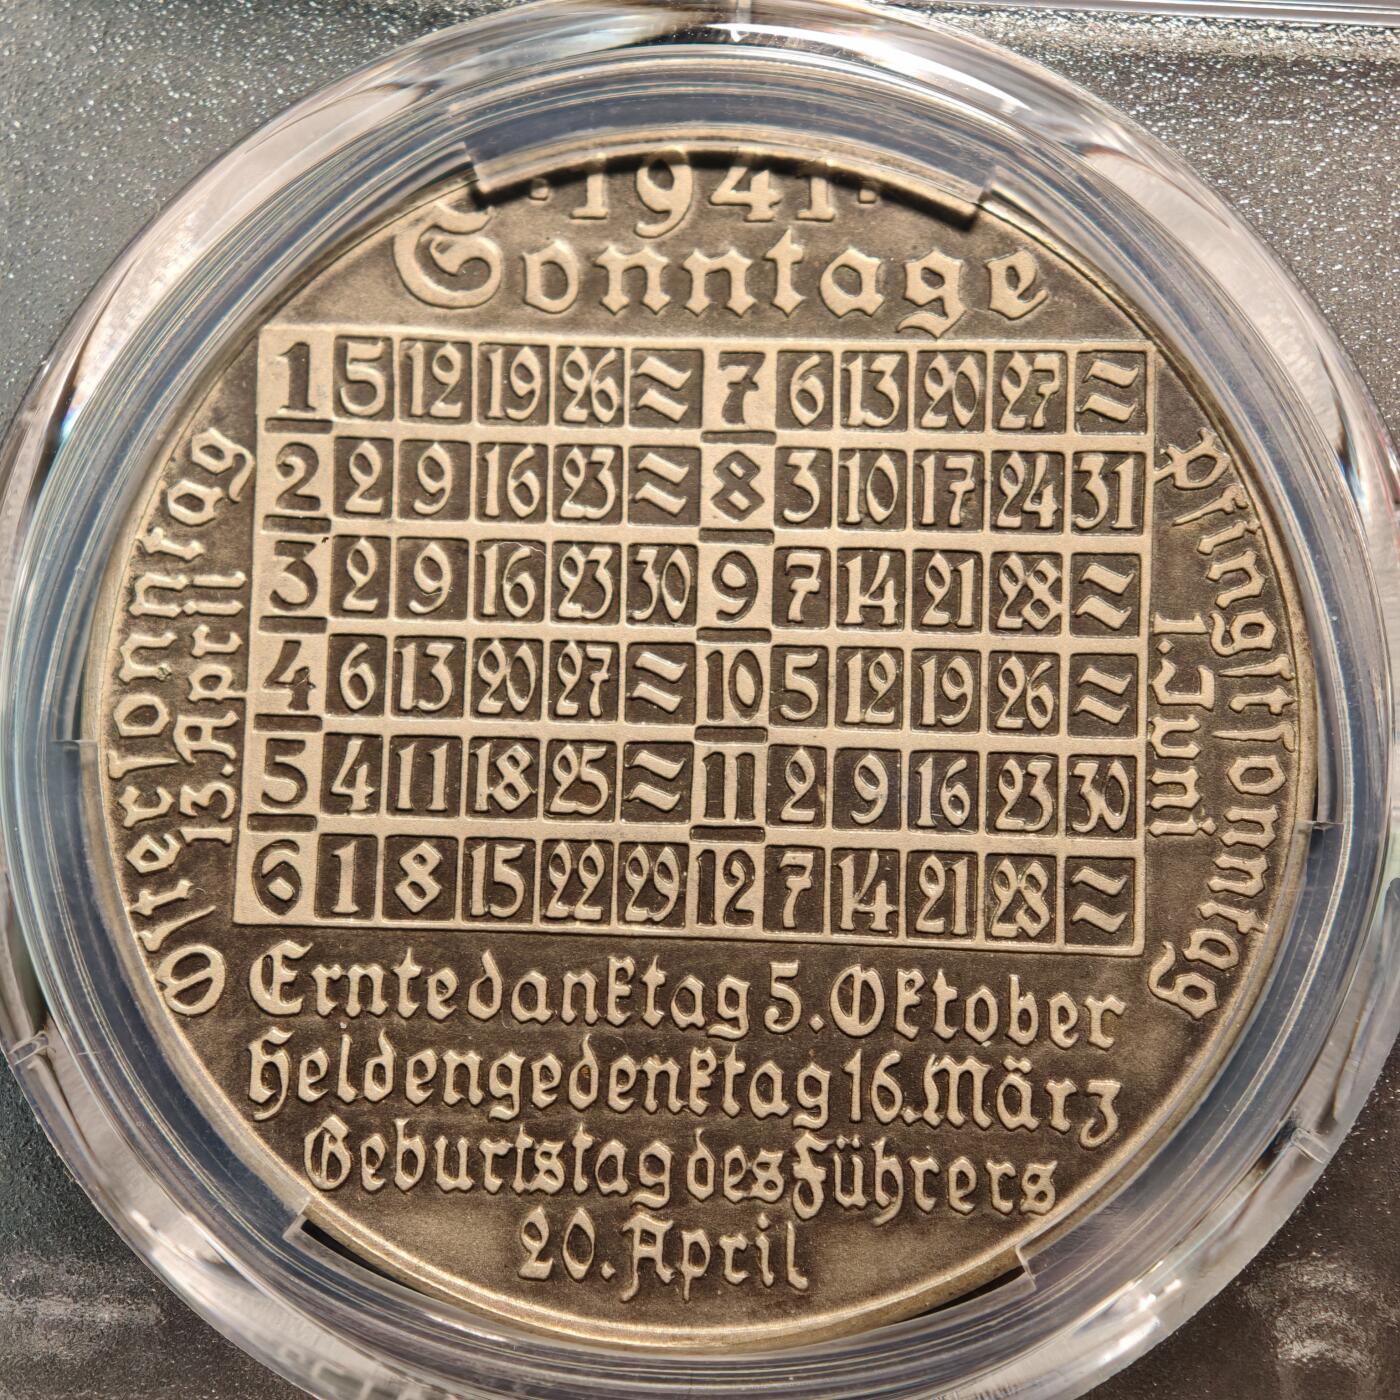 ·1941·
Sonntage
1 5 12 19 26 = 7 6 13 20 27 =
2 2 9 16 23 = 8 3 10 17 24 31
3 2 9 16 23 30 9 7 14 21 28 =
4 6 13 20 27 = 10 5 12 19 26 =
5 4 11 18 25 = 11 2 9 16 23 30
6 1 8 15 22 29 12 7 14 21 28 =
Oſterſonntag
13. April
Pfingſtſonntag
1. Juni
Erntedanktag 5. Oktober
Heldengedenktag 16. März
Geburtstag des Führers
20. April